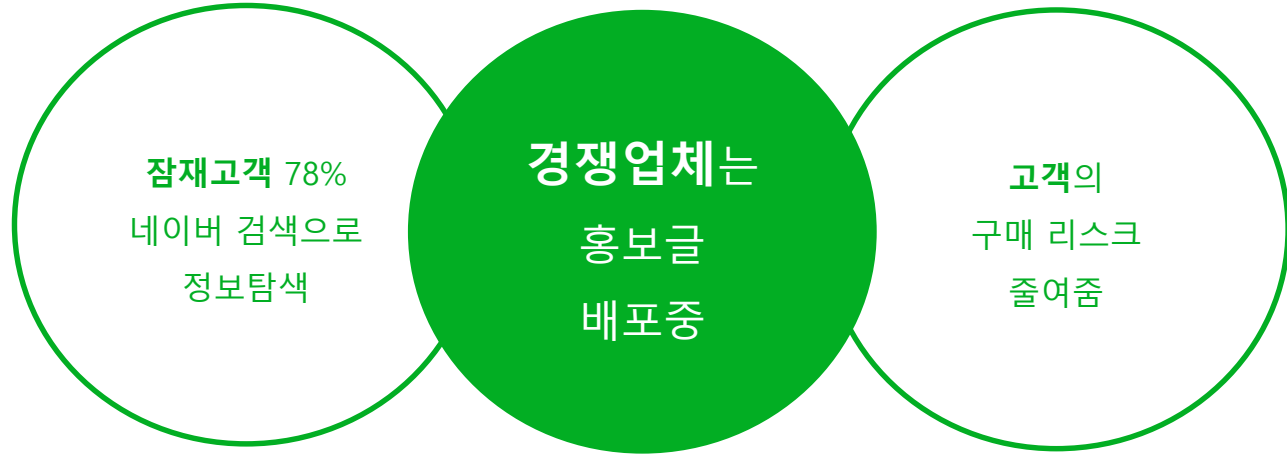 잠재고객 78%
네이버 검색으로
정보탐색
경쟁업체는
홍보글
배포중
고객의
구매 리스크
줄여줌